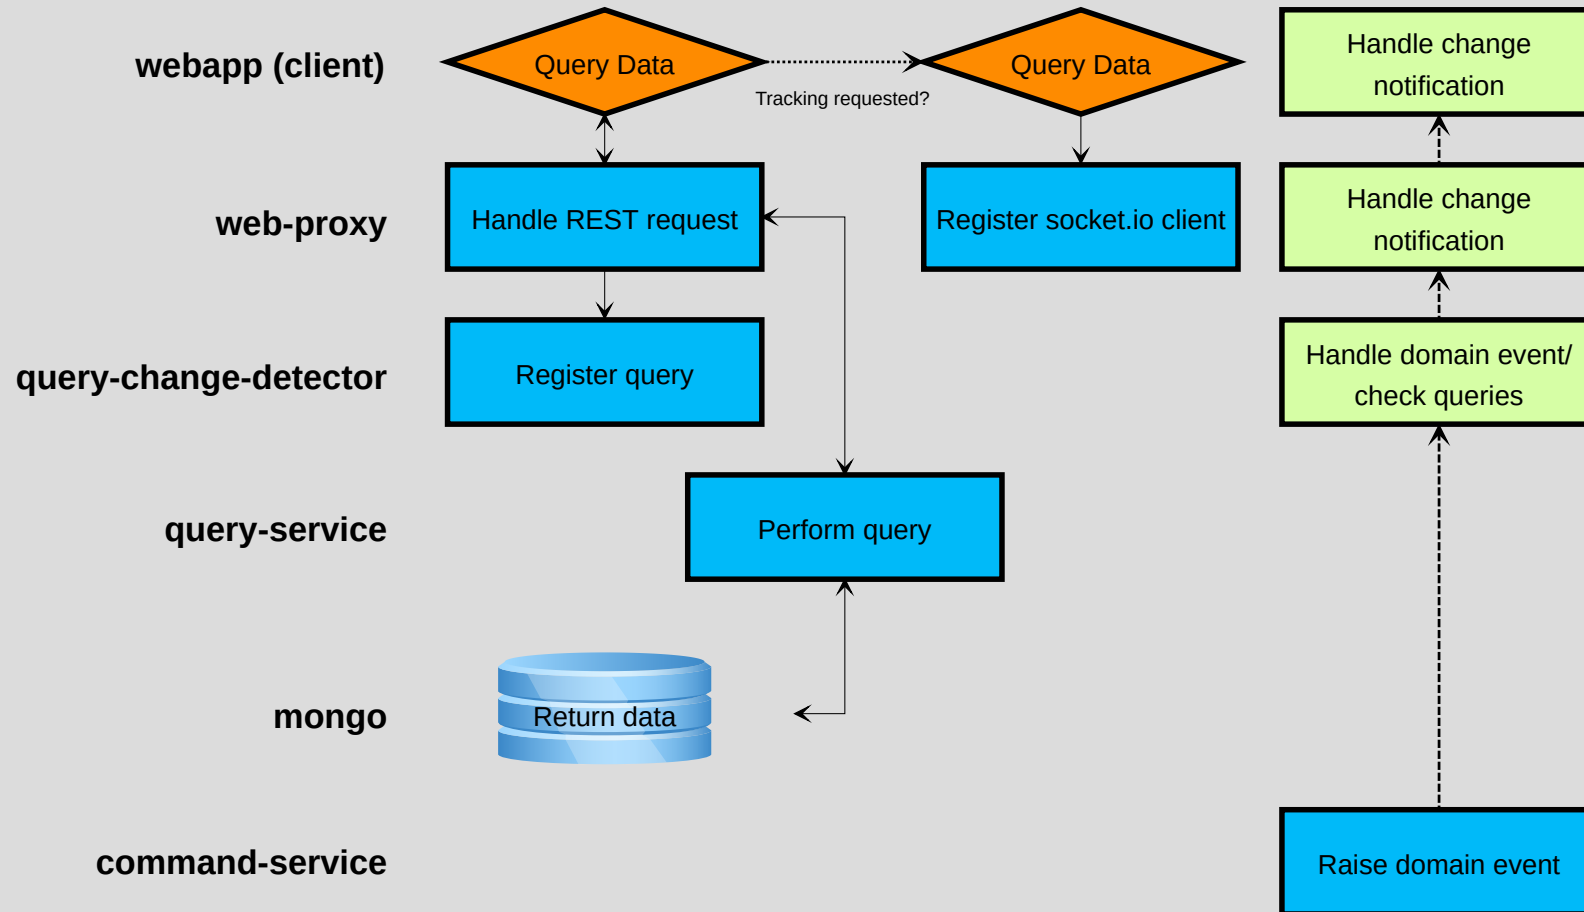 webapp (client)
Query Data
Tracking requested?
Query Data
Handle change
notification
web-proxy
Handle REST request
Register socket.io client
Handle change
notification
query-change-detector
Register query
Handle domain event/
check queries
query-service
Perform query
mongo
Return data
command-service
Raise domain event